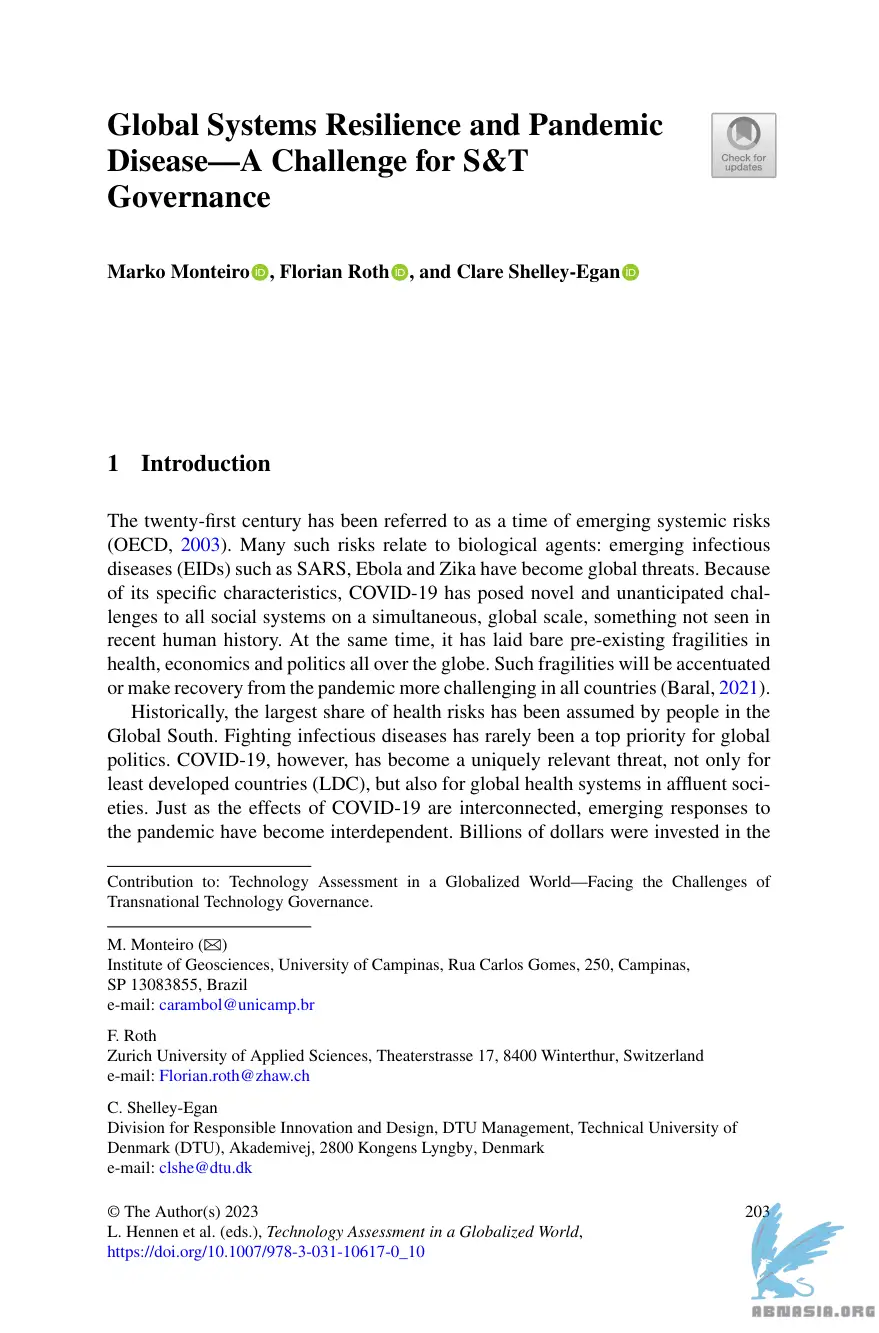 Global Systems Resilience and Pandemic
Disease—A Challenge for S&T
Governance
Check for
updates
Marko Monteiro iD, Florian Roth iD, and Clare Shelley-Egan iD
1 Introduction
The twenty-first century has been referred to as a time of emerging systemic risks
(OECD, 2003). Many such risks relate to biological agents: emerging infectious
diseases (EIDs) such as SARS, Ebola and Zika have become global threats. Because
of its specific characteristics, COVID-19 has posed novel and unanticipated chal-
lenges to all social systems on a simultaneous, global scale, something not seen in
recent human history. At the same time, it has laid bare pre-existing fragilities in
health, economics and politics all over the globe. Such fragilities will be accentuated
or make recovery from the pandemic more challenging in all countries (Baral, 2021).
Historically, the largest share of health risks has been assumed by people in the
Global South. Fighting infectious diseases has rarely been a top priority for global
politics. COVID-19, however, has become a uniquely relevant threat, not only for
least developed countries (LDC), but also for global health systems in affluent soci-
eties. Just as the effects of COVID-19 are interconnected, emerging responses to
the pandemic have become interdependent. Billions of dollars were invested in the
Contribution to: Technology Assessment in a Globalized World—Facing the Challenges of
Transnational Technology Governance.
M. Monteiro (✉)
Institute of Geosciences, University of Campinas, Rua Carlos Gomes, 250, Campinas,
SP 13083855, Brazil
e-mail: carambol@unicamp.br
F. Roth
Zurich University of Applied Sciences, Theaterstrasse 17, 8400 Winterthur, Switzerland
e-mail: Florian.roth@zhaw.ch
C. Shelley-Egan
Division for Responsible Innovation and Design, DTU Management, Technical University of
Denmark (DTU), Akademivej, 2800 Kongens Lyngby, Denmark
e-mail: clshe@dtu.dk
© The Author(s) 2023 203
L. Hennen et al. (eds.), Technology Assessment in a Globalized World,
https://doi.org/10.1007/978-3-031-10617-0_10
ABNASIA.ORG